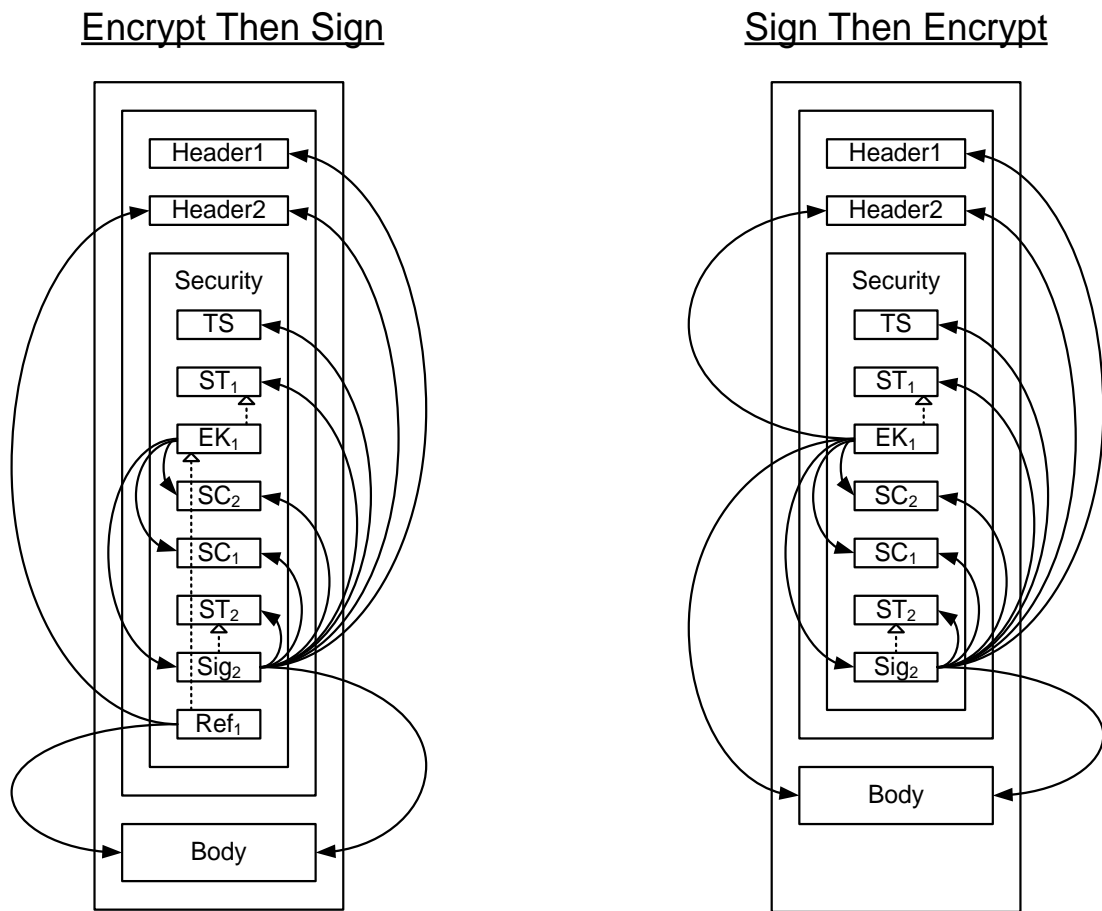 Encrypt Then Sign
Header1
Header2
Security
TS
ST₁
EK₁
SC₂
SC₁
ST₂
Sig₂
Ref₁
Body
Sign Then Encrypt
Header1
Header2
Security
TS
ST₁
EK₁
SC₂
SC₁
ST₂
Sig₂
Body